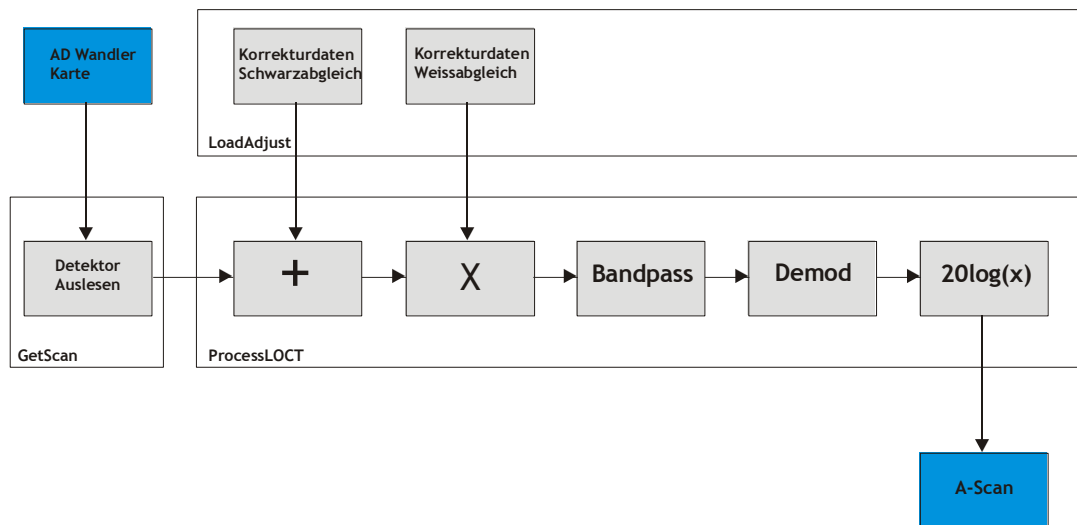 AD Wandler
Karte
Korrekturdaten
Schwarzabgleich
Korrekturdaten
Weissabgleich
LoadAdjust
Detektor
Auslesen
+
X
Bandpass
Demod
20log(x)
GetScan
ProcessLOCT
A-Scan